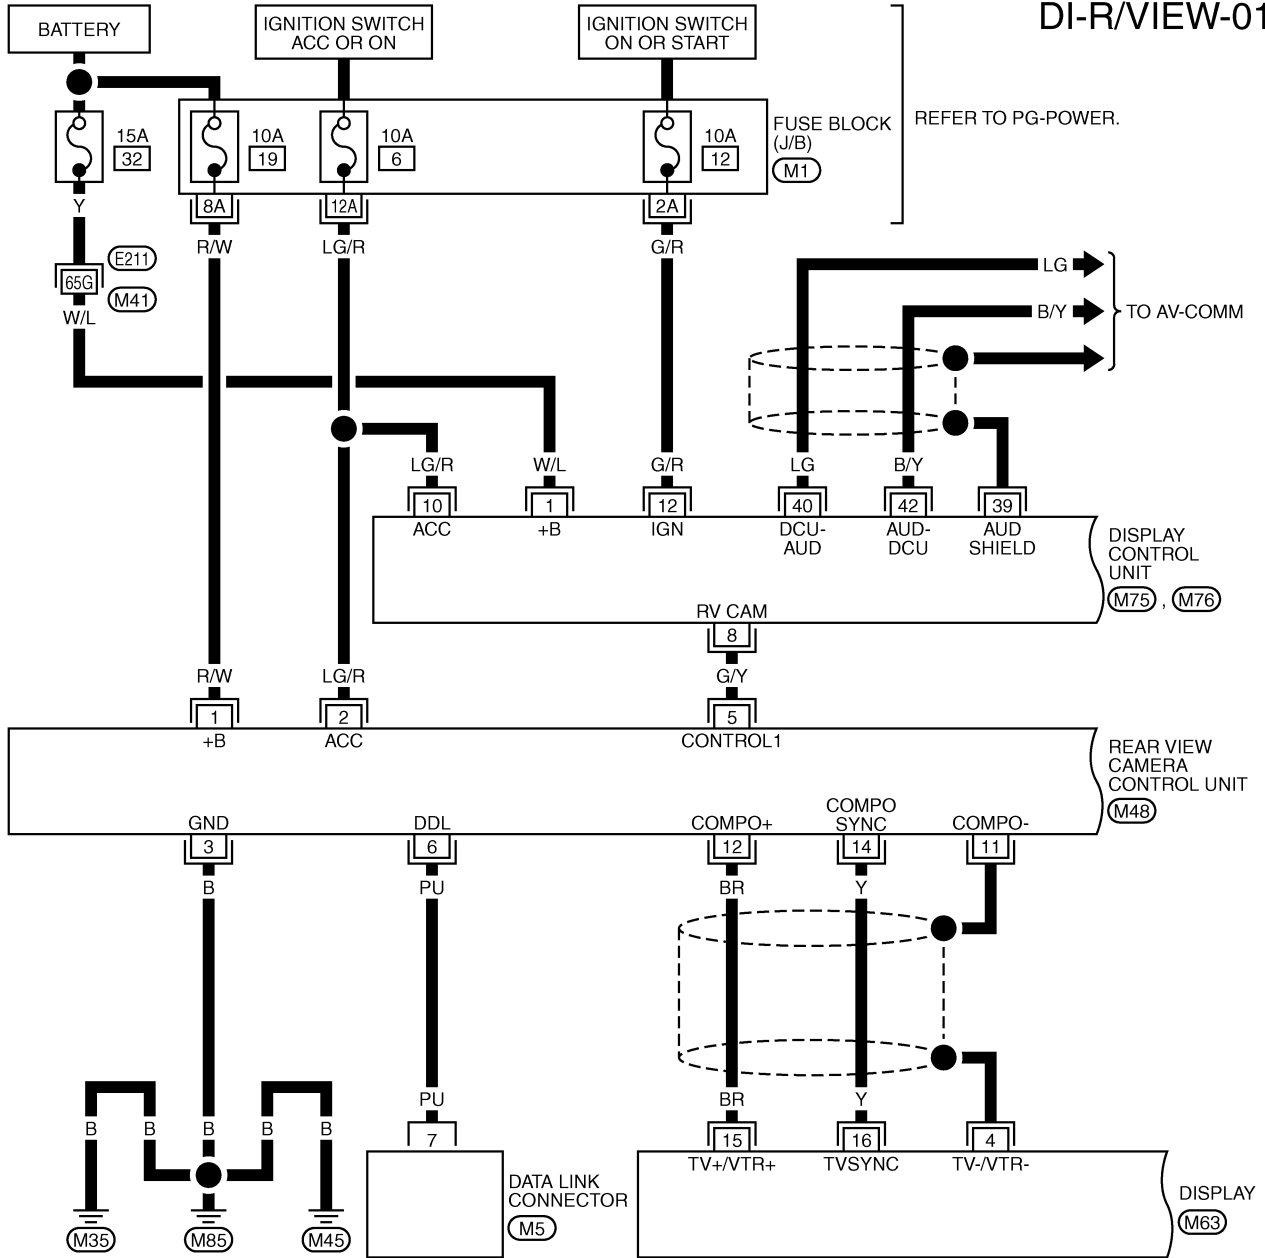 DI-R/VIEW-01
BATTERY
IGNITION SWITCH
ACC OR ON
IGNITION SWITCH
ON OR START
REFER TO PG-POWER.
15A
32
10A
19
10A
6
10A
12
FUSE BLOCK
(J/B)
M1
8A
12A
2A
Y
R/W
LG/R
G/R
E211
65G
M41
W/L
LG
B/Y
TO AV-COMM
LG/R
W/L
G/R
LG
B/Y
10
1
12
40
42
39
ACC
+B
IGN
DCU-
AUD
AUD-
DCU
AUD
SHIELD
DISPLAY
CONTROL
UNIT
M75 , M76
RV CAM
8
R/W
LG/R
G/Y
1
2
5
+B
ACC
CONTROL1
REAR VIEW
CAMERA
CONTROL UNIT
M48
GND
DDL
COMPO+
COMPO
SYNC
COMPO-
3
6
12
14
11
B
PU
BR
Y
PU
BR
Y
B
B
B
B
B
7
15
16
4
TV+/VTR+
TVSYNC
TV-/VTR-
DATA LINK
CONNECTOR
M5
DISPLAY
M63
M35
M85
M45